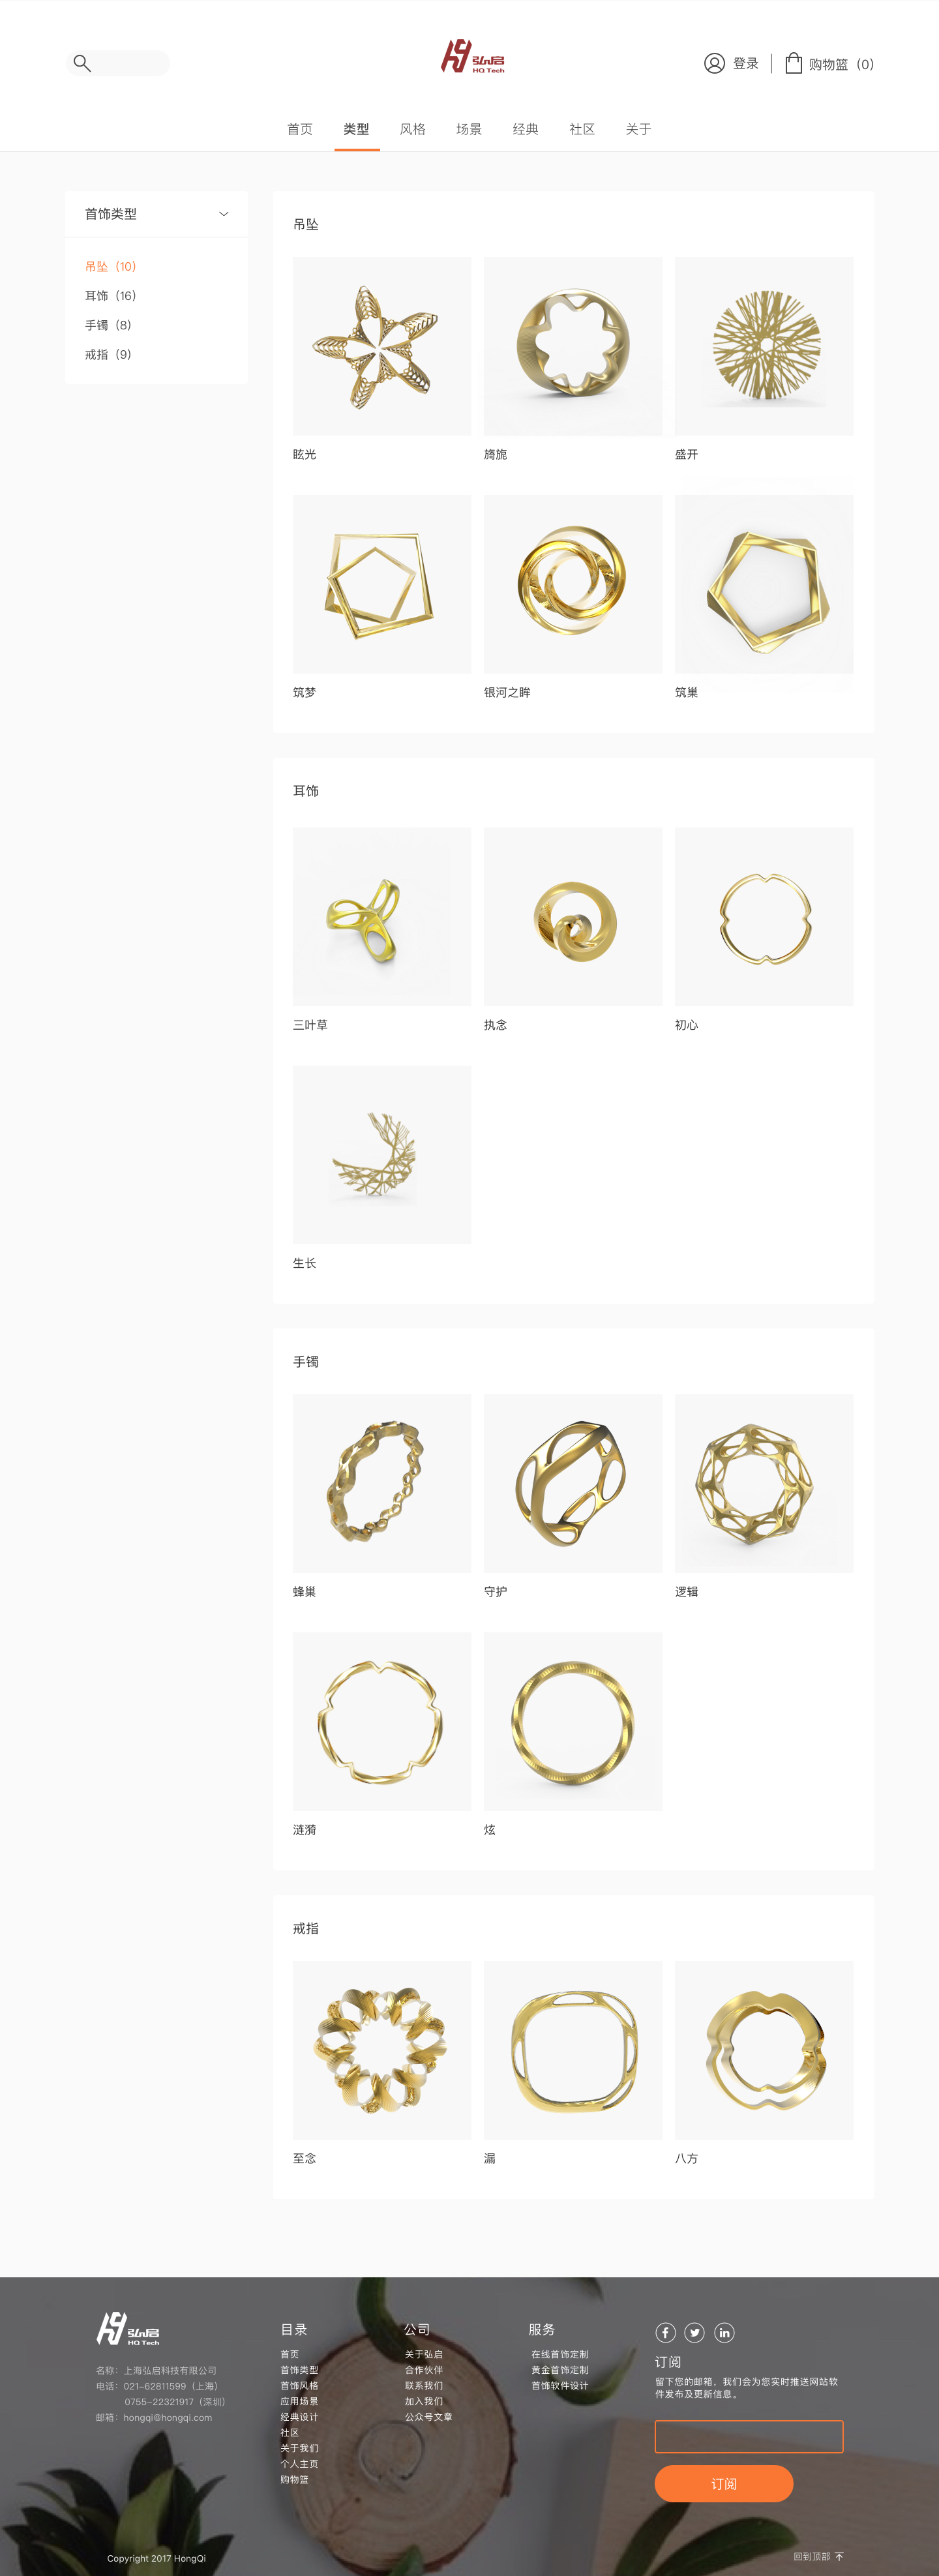 弘启
HQ Tech
登录
购物篮（0）
首页 类型 风格 场景 经典 社区 关于
首饰类型
吊坠（10）
耳饰（16）
手镯（8）
戒指（9）
吊坠
眩光 旖旎 盛开
筑梦 银河之眸 筑巢
耳饰
三叶草 执念 初心
生长
手镯
蜂巢 守护 逻辑
涟漪 炫
戒指
至念 漏 八方
弘启
HQ Tech
名称：上海弘启科技有限公司
电话：021-62811599（上海）
0755-22321917（深圳）
邮箱：hongqi@hongqi.com
目录
首页
首饰类型
首饰风格
应用场景
经典设计
社区
关于我们
个人主页
购物篮
公司
关于弘启
合作伙伴
联系我们
加入我们
公众号文章
服务
在线首饰定制
黄金首饰定制
首饰软件设计
订阅
留下您的邮箱，我们会为您实时推送网站软
件发布及更新信息。
订阅
Copyright 2017 HongQi
回到顶部